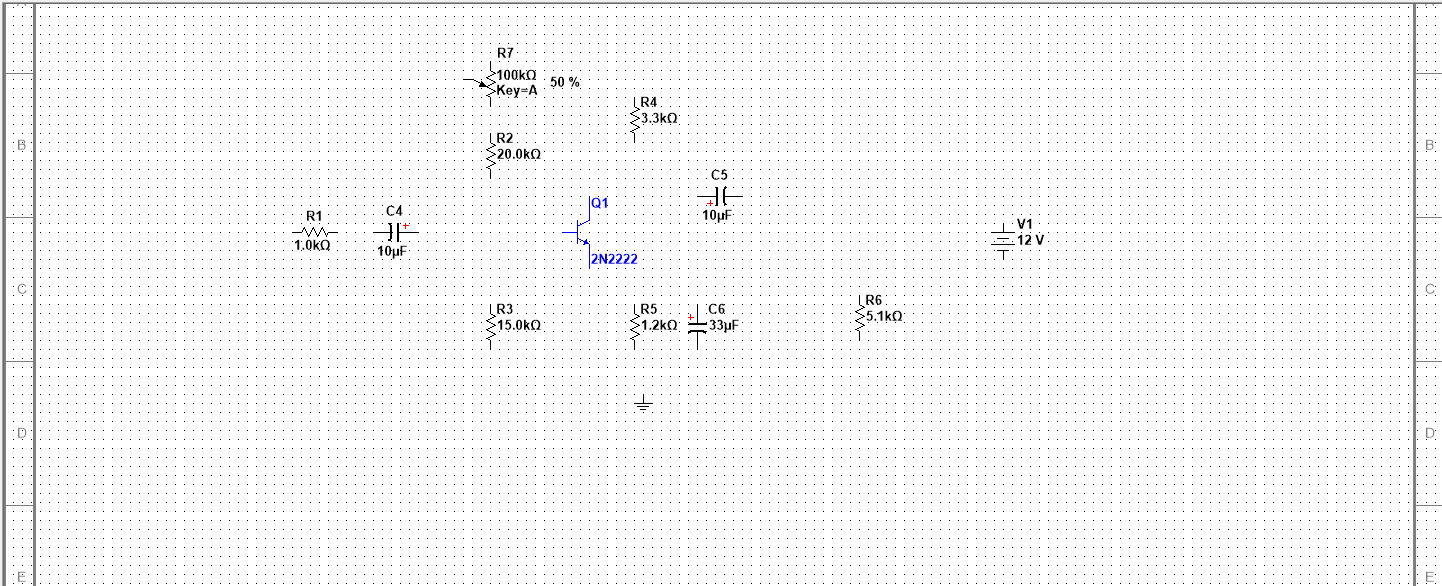 R7
100kΩ
Key=A
50 %
R4
3.3kΩ
R2
20.0kΩ
B
B
C5
10µF
Q1
2N2222
R1
1.0kΩ
C4
10µF
V1
12 V
C
C
R3
15.0kΩ
R5
1.2kΩ
C6
33µF
R6
5.1kΩ
D
D
E
E